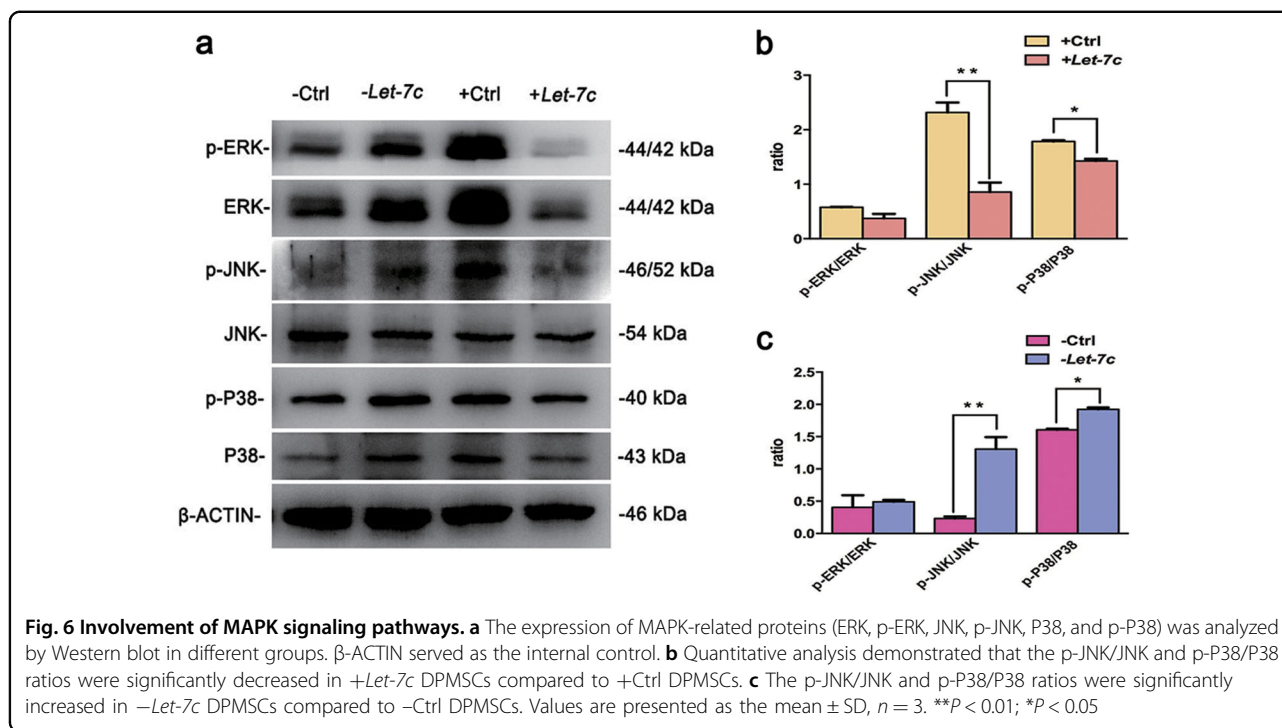 a
-Ctrl -Let-7c +Ctrl +Let-7c
p-ERK- -44/42 kDa
ERK- -44/42 kDa
p-JNK- -46/52 kDa
JNK- -54 kDa
p-P38- -40 kDa
P38- -43 kDa
β-ACTIN- -46 kDa
b
+Ctrl
+Let-7c
ratio
3
2
1
0
**
*
p-ERK/ERK
p-JNK/JNK
p-P38/P38
c
-Ctrl
-Let-7c
ratio
2.5
2.0
1.5
1.0
0.5
0.0
**
*
p-ERK/ERK
p-JNK/JNK
p-P38/P38
Fig. 6 Involvement of MAPK signaling pathways. a The expression of MAPK-related proteins (ERK, p-ERK, JNK, p-JNK, P38, and p-P38) was analyzed
by Western blot in different groups. β-ACTIN served as the internal control. b Quantitative analysis demonstrated that the p-JNK/JNK and p-P38/P38
ratios were significantly decreased in +Let-7c DPMSCs compared to +Ctrl DPMSCs. c The p-JNK/JNK and p-P38/P38 ratios were significantly
increased in −Let-7c DPMSCs compared to –Ctrl DPMSCs. Values are presented as the mean ± SD, n = 3. **P < 0.01; *P < 0.05